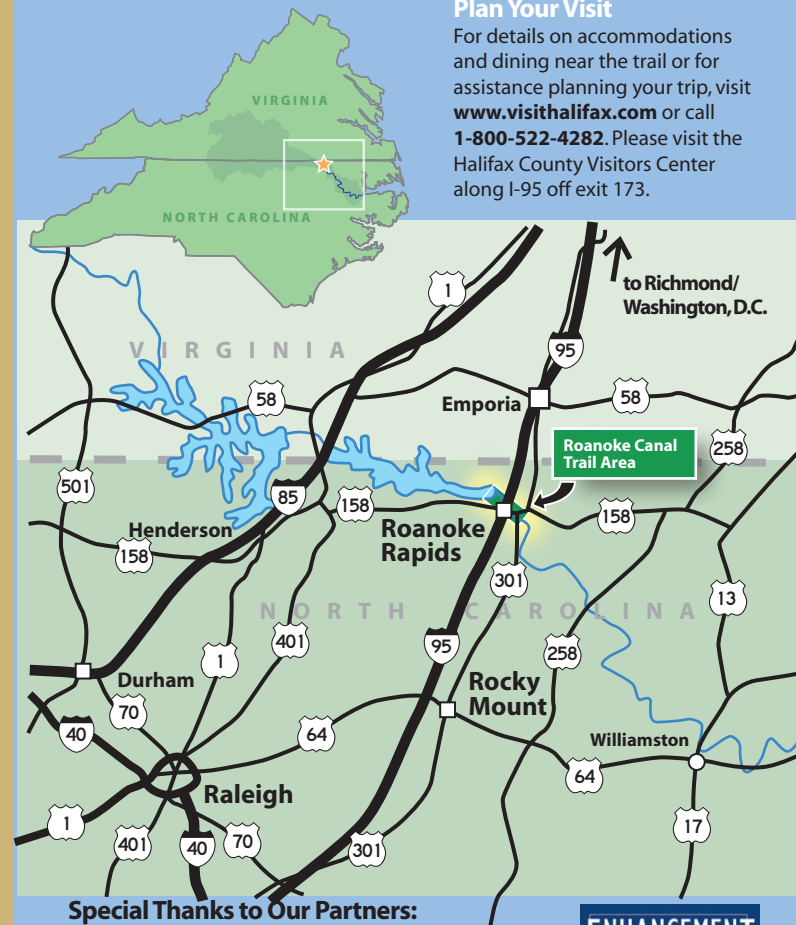 Plan Your Visit
For details on accommodations
and dining near the trail or for
assistance planning your trip, visit
www.visithalifax.com or call
1-800-522-4282. Please visit the
Halifax County Visitors Center
along I-95 off exit 173.
VIRGINIA
NORTH CAROLINA
to Richmond/
Washington, D.C.
1
95
VIRGINIA
58
Emporia
58
Roanoke Canal
Trail Area
258
501
85
158
Henderson
158
Roanoke
Rapids
158
301
13
NORTH CAROLINA
401
95
258
1
Durham
70
Rocky
Mount
40
64
Williamston
64
Raleigh
1
401
40
70
301
17
Special Thanks to Our Partners:
ENHANCEMENT